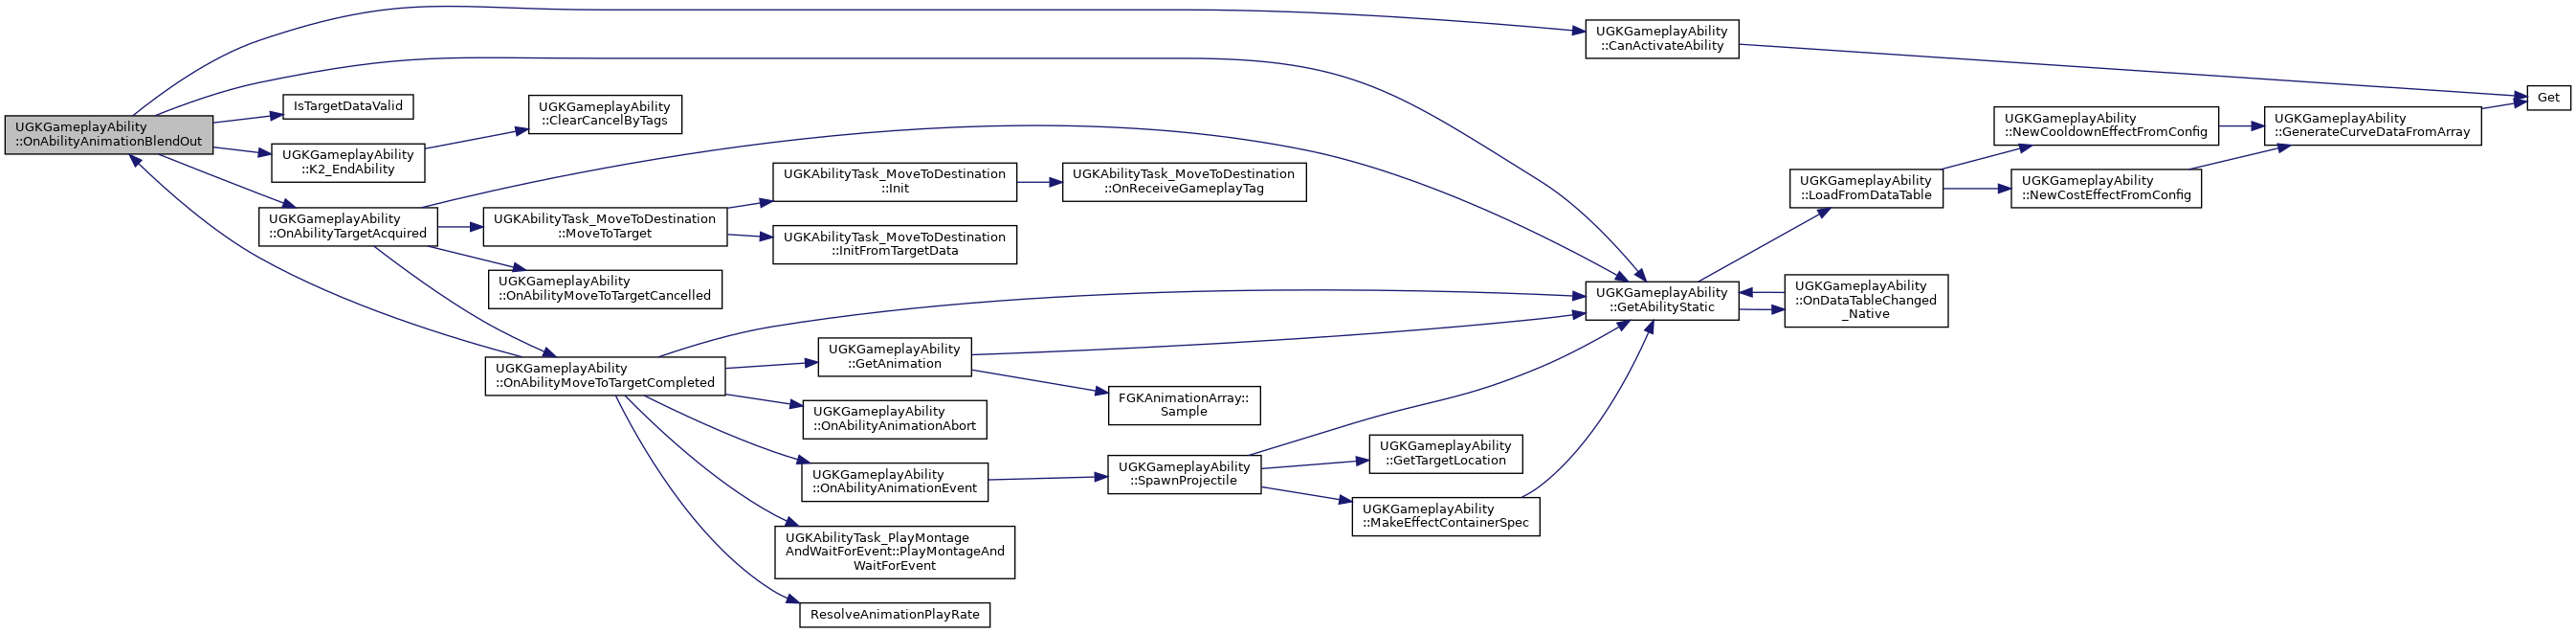 UGKGameplayAbility
::OnAbilityAnimationBlendOut
IsTargetDataValid
UGKGameplayAbility
::K2_EndAbility
UGKGameplayAbility
::ClearCancelByTags
UGKGameplayAbility
::OnAbilityTargetAcquired
UGKAbilityTask_MoveToDestination
::MoveToTarget
UGKAbilityTask_MoveToDestination
::Init
UGKAbilityTask_MoveToDestination
::OnReceiveGameplayTag
UGKAbilityTask_MoveToDestination
::InitFromTargetData
UGKGameplayAbility
::OnAbilityMoveToTargetCancelled
UGKGameplayAbility
::OnAbilityMoveToTargetCompleted
UGKGameplayAbility
::GetAnimation
FGKAnimationArray::
Sample
UGKGameplayAbility
::OnAbilityAnimationAbort
UGKGameplayAbility
::OnAbilityAnimationEvent
UGKGameplayAbility
::SpawnProjectile
UGKGameplayAbility
::GetTargetLocation
UGKGameplayAbility
::MakeEffectContainerSpec
UGKAbilityTask_PlayMontage
AndWaitForEvent::PlayMontageAnd
WaitForEvent
ResolveAnimationPlayRate
UGKGameplayAbility
::CanActivateAbility
UGKGameplayAbility
::GetAbilityStatic
UGKGameplayAbility
::LoadFromDataTable
UGKGameplayAbility
::OnDataTableChanged
_Native
UGKGameplayAbility
::NewCooldownEffectFromConfig
UGKGameplayAbility
::NewCostEffectFromConfig
UGKGameplayAbility
::GenerateCurveDataFromArray
Get